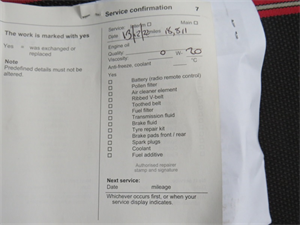 Service confirmation 7
The work is marked with yes
Yes = was exchanged or
replaced
Note
Predefined details must not be
altered.
Service: Interim □ Main □
Date
Engine oil
Quality: 0 W- 20
Viscosity:
Anti-freeze, coolant °C
Yes
□ Battery (radio remote control)
□ Pollen filter
□ Air cleaner element
□ Ribbed V-belt
□ Toothed belt
□ Fuel filter
□ Transmission fluid
□ Brake fluid
□ Tyre repair kit
□ Brake pads front / rear
□ Spark plugs
□ Coolant
□ Fuel additive
Authorised repairer
stamp and signature
Next service:
Date mileage
Whichever occurs first, or when your
service display indicates.